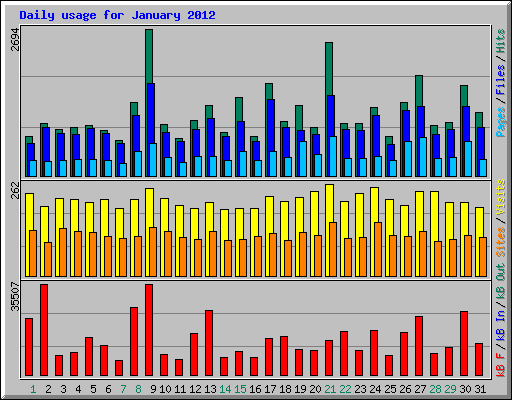 Daily usage for January 2012
2694
Pages / Files / Hits
262
Sites / Visits
35507
kB F / kB In / kB Out
1 2 3 4 5 6 7 8 9 10 11 12 13 14 15 16 17 18 19 20 21 22 23 24 25 26 27 28 29 30 31